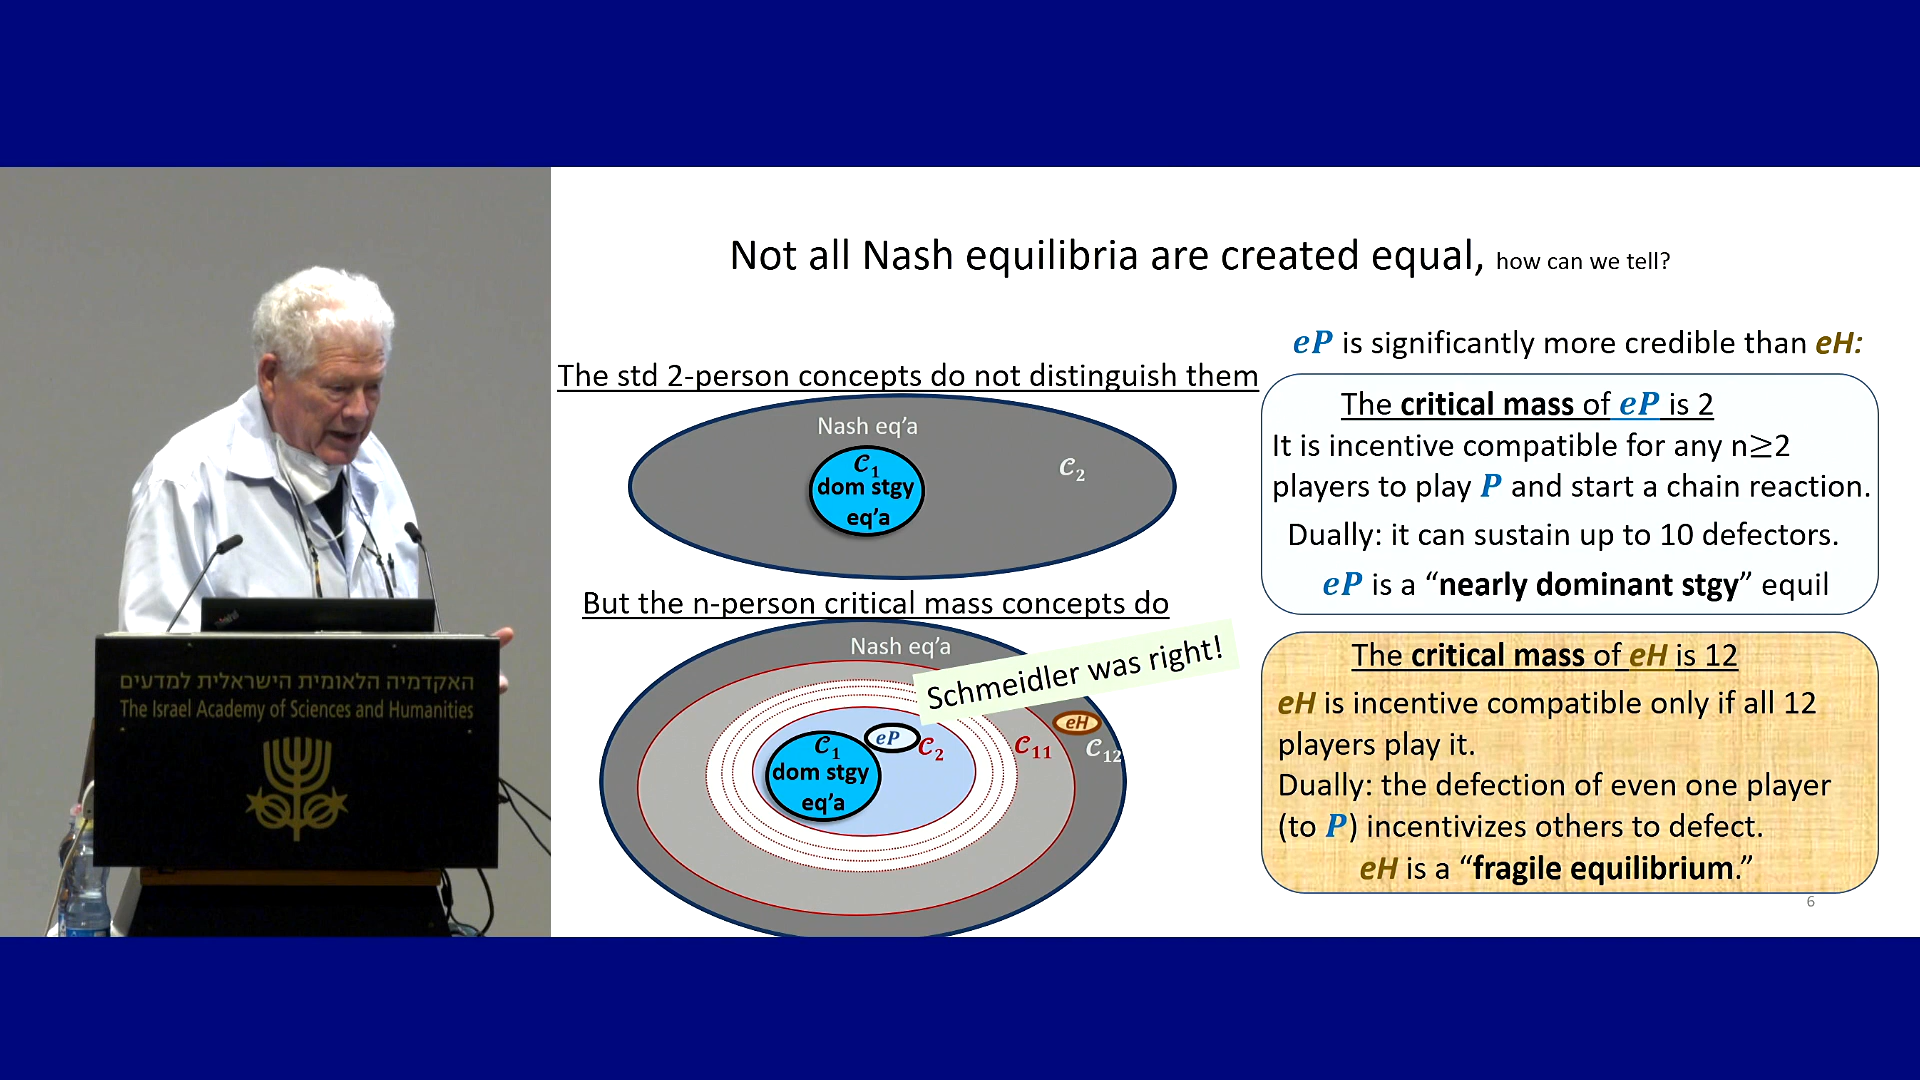 Not all Nash equilibria are created equal, how can we tell?
The std 2-person concepts do not distinguish them
Nash eq’a
𝒞₁
dom stgy
eq’a
𝒞₂
But the n-person critical mass concepts do
Nash eq’a
Schmeidler was right!
𝒞₁
dom stgy
eq’a
eP
𝒞₂
𝒞₁₁
eH
𝒞₁₂
eP is significantly more credible than eH:
The critical mass of eP is 2
It is incentive compatible for any n≥2
players to play P and start a chain reaction.
Dually: it can sustain up to 10 defectors.
eP is a “nearly dominant stgy” equil
The critical mass of eH is 12
eH is incentive compatible only if all 12
players play it.
Dually: the defection of even one player
(to P) incentivizes others to defect.
eH is a “fragile equilibrium.”
6
האקדמיה הלאומית הישראלית למדעים
The Israel Academy of Sciences and Humanities